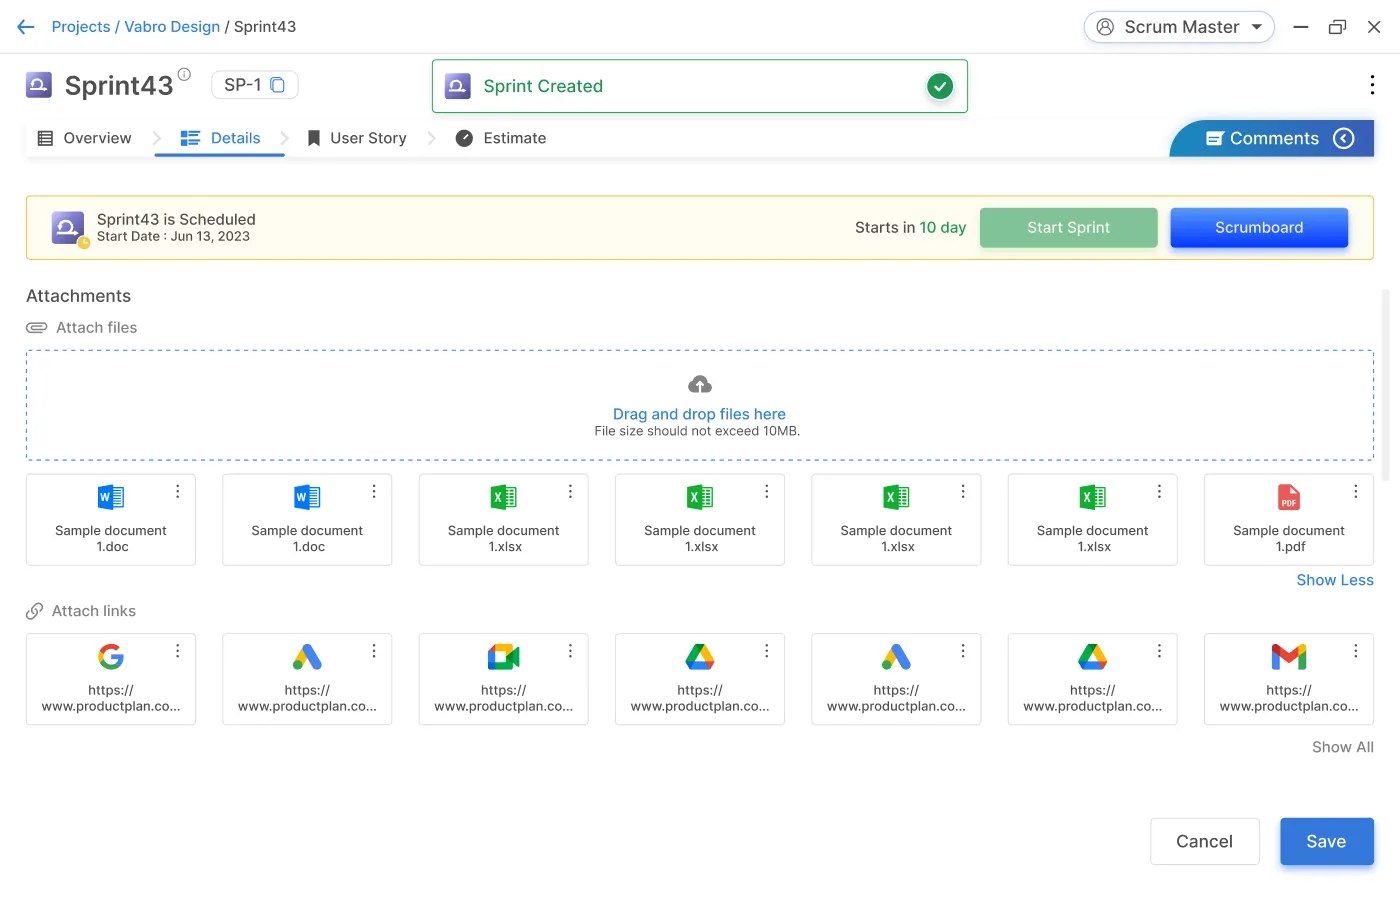 Projects / Vabro Design / Sprint43
Scrum Master
Sprint43
SP-1
Sprint Created
Overview
Details
User Story
Estimate
Comments
Sprint43 is Scheduled
Start Date : Jun 13, 2023
Starts in 10 day
Start Sprint
Scrumboard
Attachments
Attach files
Drag and drop files here
File size should not exceed 10MB.
W
Sample document
1.doc
W
Sample document
1.doc
X
Sample document
1.xlsx
X
Sample document
1.xlsx
X
Sample document
1.xlsx
X
Sample document
1.xlsx
PDF
Sample document
1.pdf
Show Less
Attach links
https://
www.productplan.co...
https://
www.productplan.co...
https://
www.productplan.co...
https://
www.productplan.co...
https://
www.productplan.co...
https://
www.productplan.co...
https://
www.productplan.co...
Show All
Cancel
Save